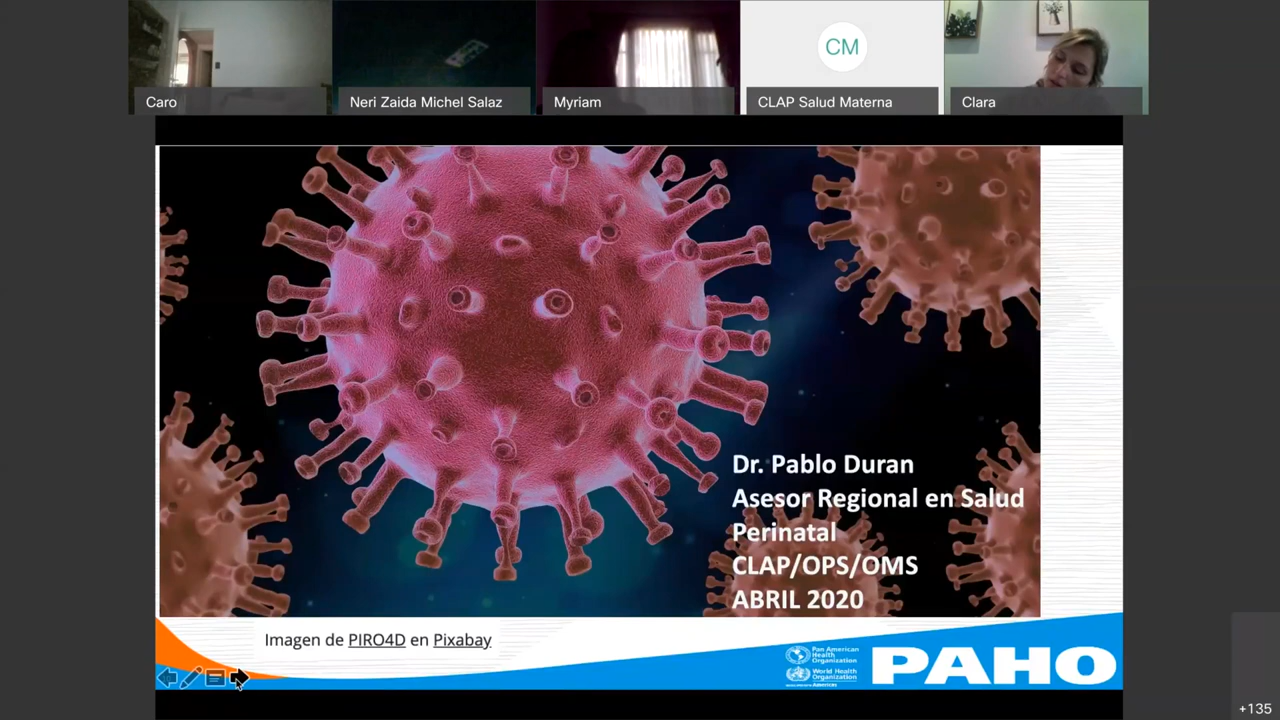 Caro
Neri Zaida Michel Salaz
Myriam
CM
CLAP Salud Materna
Clara
Dr. Pablo Duran
Asesor Regional en Salud
Perinatal
CLAP/OPS/OMS
ABRIL 2020
Imagen de PIRO4D en Pixabay
Pan American
Health
Organization
World Health
Organization
PAHO
+135